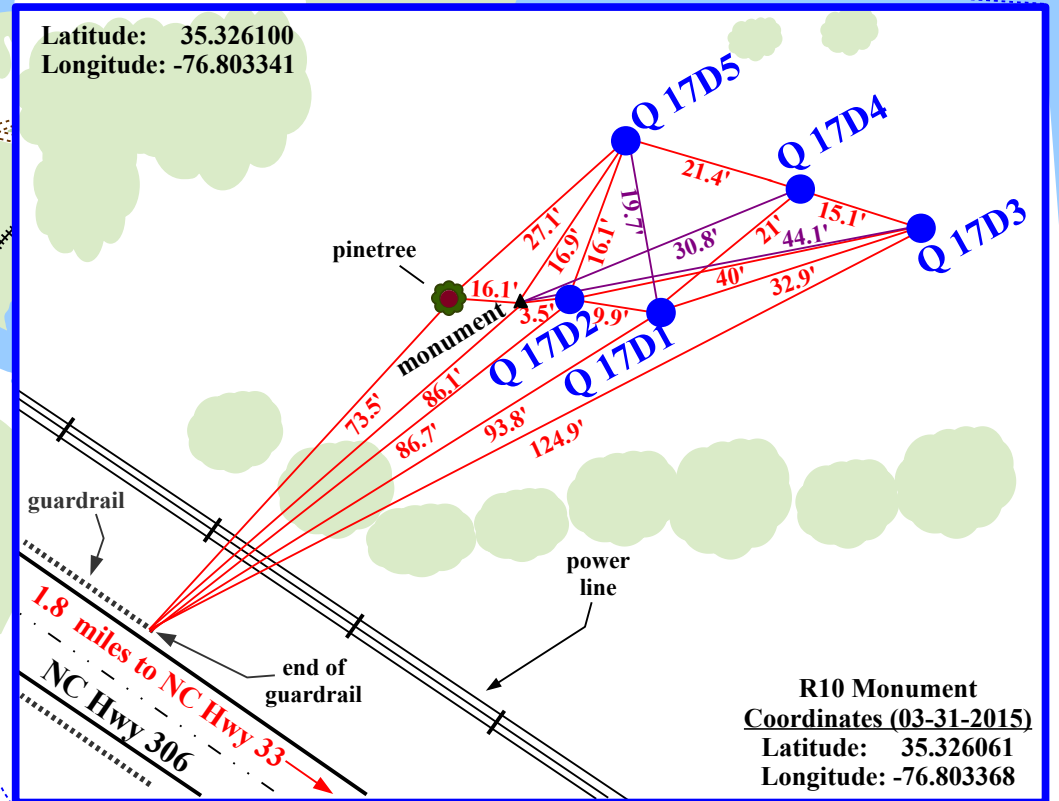 Latitude: 35.326100
Longitude: -76.803341
Q 17D5
Q 17D4
Q 17D3
21.4'
15.1'
19.7'
27.1'
16.9'
16.1'
30.8'
21'
44.1'
pinetree
16.1'
40'
32.9'
monument
3.5'
9.9'
Q 17D2
Q 17D1
73.5'
86.1'
86.7'
93.8'
124.9'
guardrail
power
line
1.8 miles to NC Hwy 33
NC Hwy 306
end of
guardrail
R10 Monument
Coordinates (03-31-2015)
Latitude: 35.326061
Longitude: -76.803368